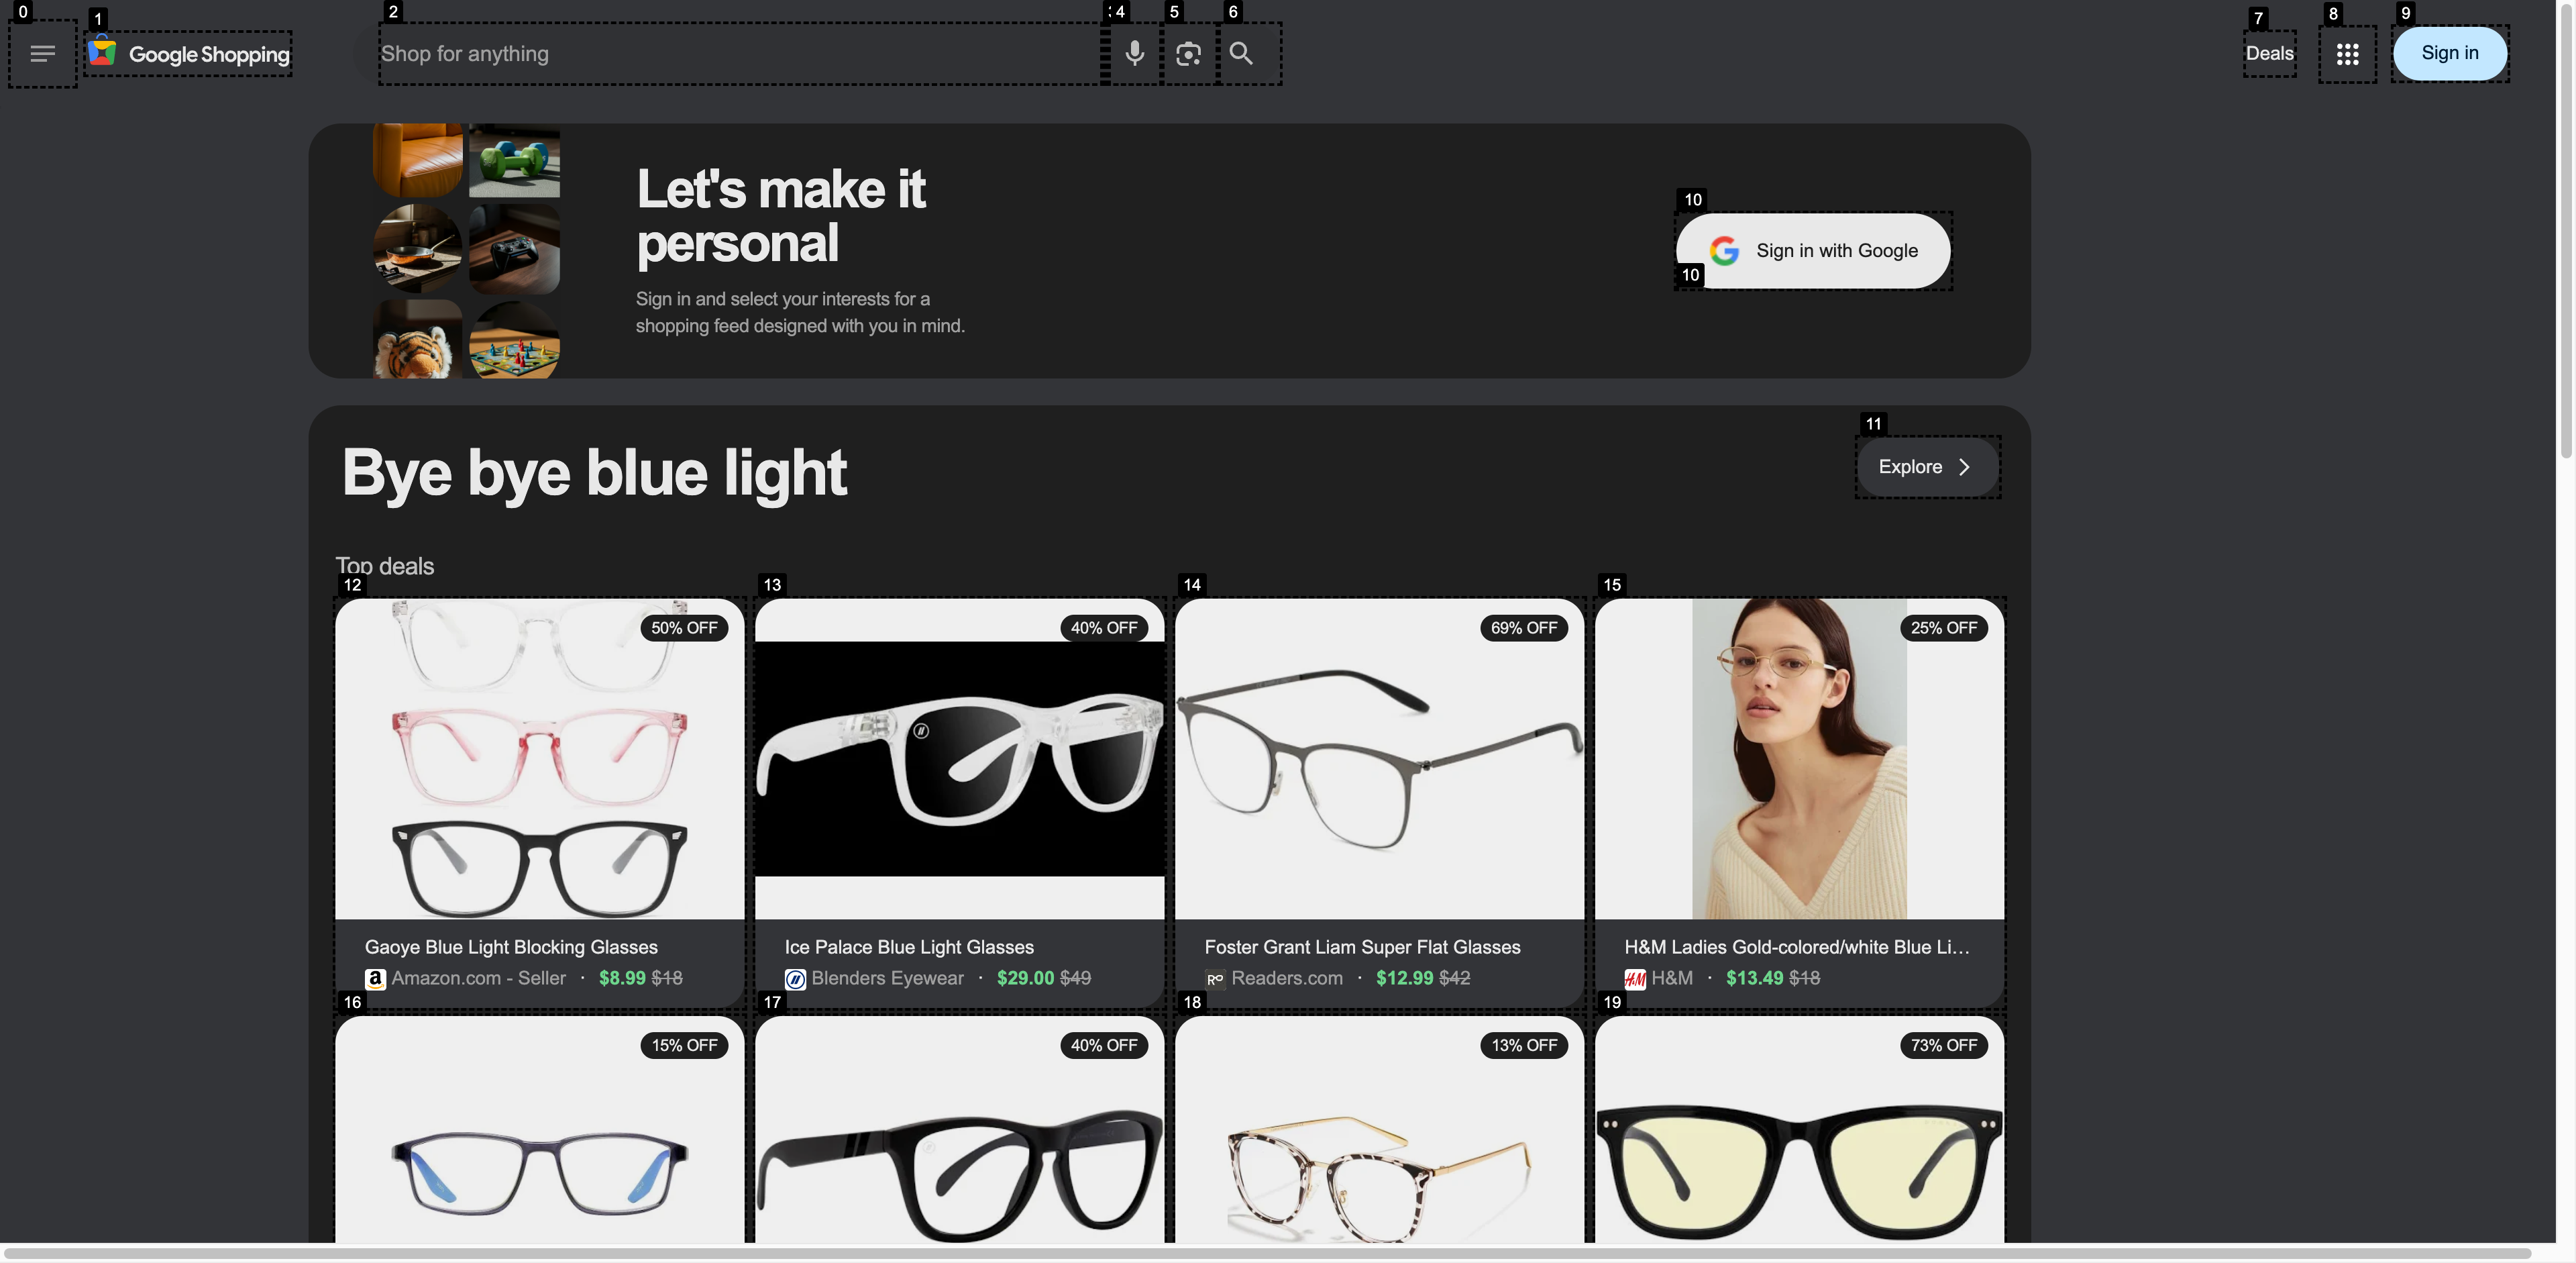 0
1
2
4
5
6
7
8
9
Google Shopping
Shop for anything
Deals
Sign in
Let's make it
personal
Sign in and select your interests for a
shopping feed designed with you in mind.
10
Sign in with Google
10
Bye bye blue light
11
Explore
Top deals
12
13
14
15
50% OFF
40% OFF
69% OFF
25% OFF
Gaoye Blue Light Blocking Glasses
Amazon.com - Seller · $8.99 $18
Ice Palace Blue Light Glasses
Blenders Eyewear · $29.00 $49
Foster Grant Liam Super Flat Glasses
Readers.com · $12.99 $42
H&M Ladies Gold-colored/white Blue Li...
H&M H&M · $13.49 $18
16
17
18
19
15% OFF
40% OFF
13% OFF
73% OFF